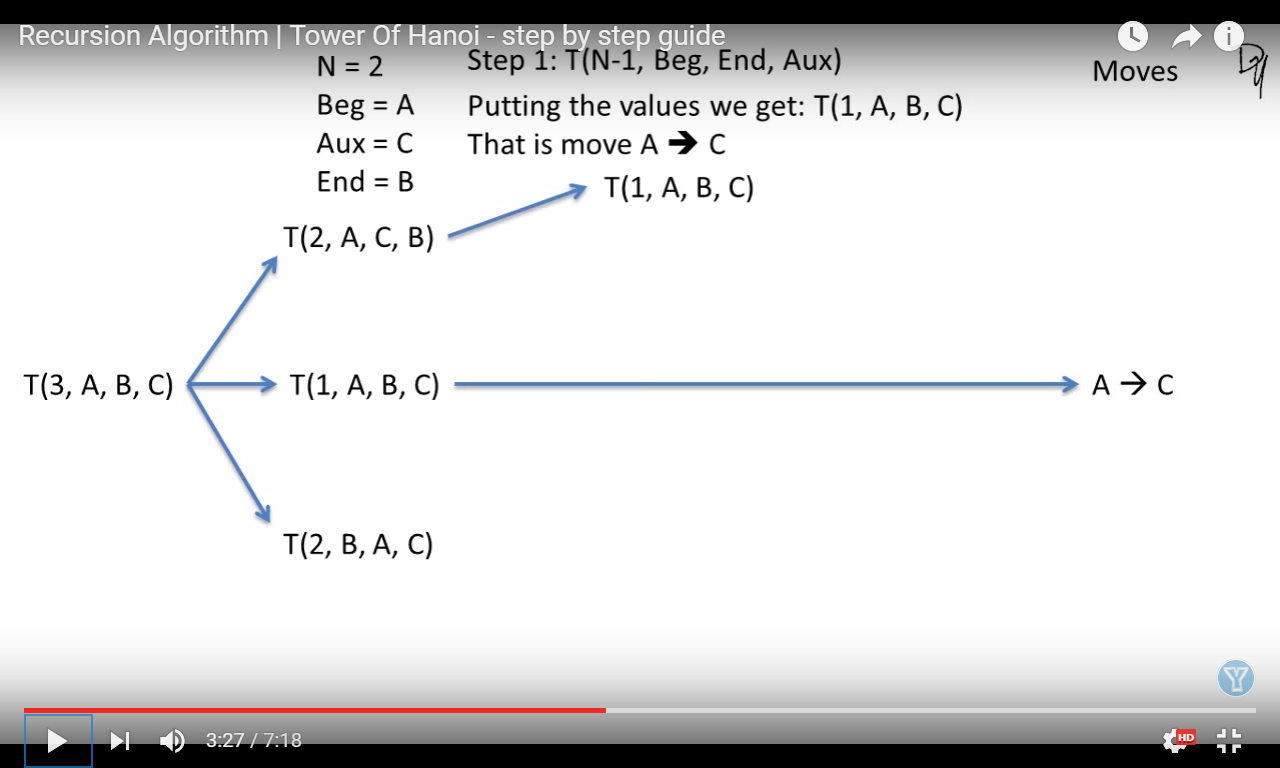 Recursion Algorithm | Tower Of Hanoi - step by step guide
N = 2
Beg = A
Aux = C
End = B
Step 1: T(N-1, Beg, End, Aux)
Putting the values we get: T(1, A, B, C)
That is move A 🡺 C
Moves
T(1, A, B, C)
T(2, A, C, B)
T(3, A, B, C)
T(1, A, B, C)
A → C
T(2, B, A, C)
Y
3:27 / 7:18
HD